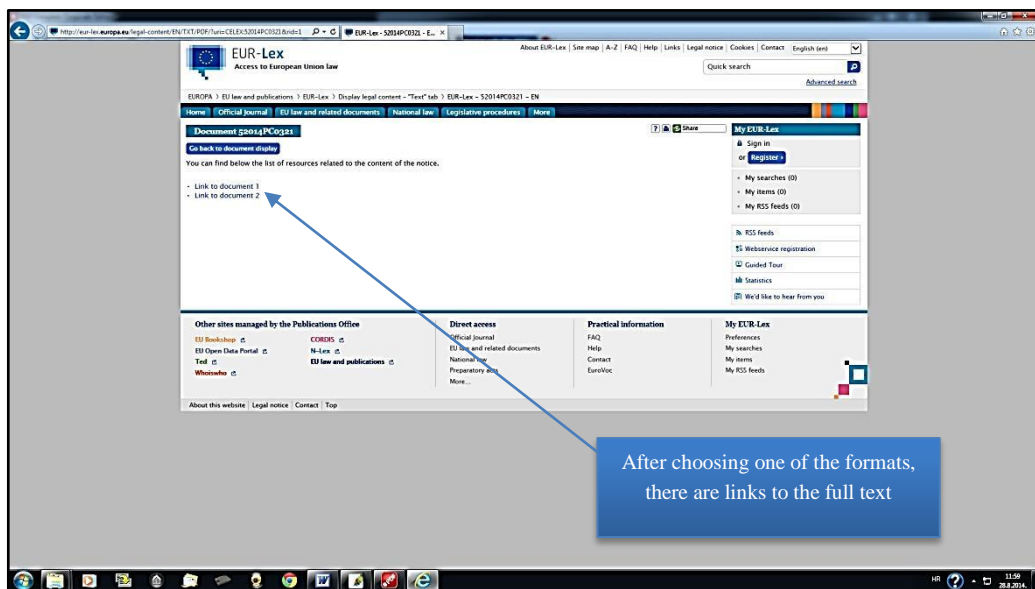 http://eur-lex.europa.eu/legal-content/EN/TXT/PDF/?uri=CELEX:52014PC0321&rid=1
EUR-Lex - 52014PC0321 - E...
EUR-Lex
Access to European Union law
About EUR-Lex | Site map | A-Z | FAQ | Help | Links | Legal notice | Cookies | Contact English (en)
Quick search
Advanced search
EUROPA > EU law and publications > EUR-Lex > Display legal content - "Text" tab > EUR-Lex - 52014PC0321 - EN
Home Official Journal EU law and related documents National law Legislative procedures More
Document 52014PC0321
Share
Go back to document display
You can find below the list of resources related to the content of the notice.
- Link to document 1
- Link to document 2
My EUR-Lex
Sign in
or Register
My searches (0)
My items (0)
My RSS feeds (0)
RSS feeds
Webservice registration
Guided Tour
Statistics
We'd like to hear from you
Other sites managed by the Publications Office
EU Bookshop
EU Open Data Portal
Ted
Whoiswho
CORDIS
N-Lex
EU law and publications
Direct access
Official Journal
EU law and related documents
National law
Preparatory acts
More...
Practical information
FAQ
Help
Contact
EuroVoc
My EUR-Lex
Preferences
My searches
My items
My RSS feeds
About this website | Legal notice | Contact | Top
After choosing one of the formats,
there are links to the full text
HR
11:59
28.8.2014.